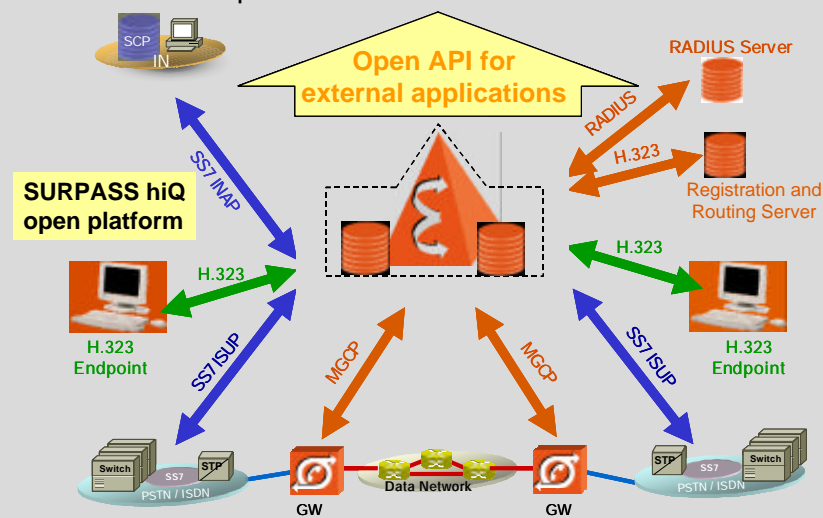 SCP
IN
Open API for
external applications
RADIUS Server
RADIUS
H.323
Registration and
Routing Server
SS7 INAP
SURPASS hiQ
open platform
H.323
H.323
H.323
Endpoint
H.323
Endpoint
SS7 ISUP
MGCP
MGCP
SS7 ISUP
Switch
SS7
STP
PSTN / ISDN
GW
Data Network
GW
STP
SS7
Switch
PSTN / ISDN